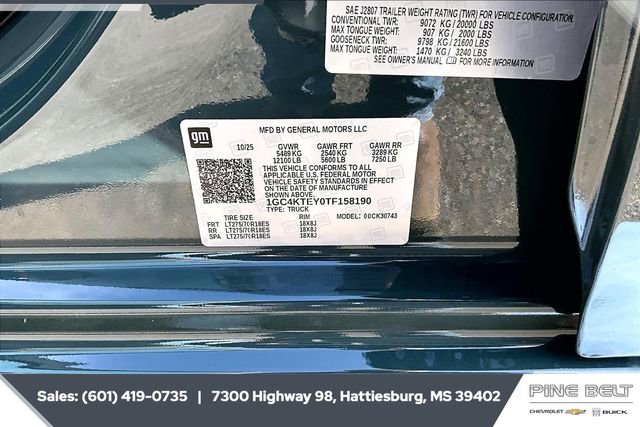 SAE J2807 TRAILER WEIGHT RATING (TWR) FOR VEHICLE CONFIGURATION.
CONVENTIONAL TWR: 9072 KG / 20000 LBS
MAX TONGUE WEIGHT: 907 KG / 2000 LBS
GOOSENECK TWR: 9798 KG / 21600 LBS
MAX TONGUE WEIGHT: 1470 KG / 3240 LBS
SEE OWNER'S MANUAL FOR MORE INFORMATION
gm
MFD BY GENERAL MOTORS LLC
10/25 GVWR GAWR FRT GAWR RR
5489 KG 2540 KG 3289 KG
12100 LB 5600 LB 7250 LB
THIS VEHICLE CONFORMS TO ALL
APPLICABLE U.S. FEDERAL MOTOR
VEHICLE SAFETY STANDARDS IN
EFFECT ON THE DATE OF
MANUFACTURE SHOWN ABOVE.
1GC4KTEY0TF158190
TYPE: TRUCK
TIRE SIZE RIM MODEL: 00CK30743
FRT LT275/70R18ES 18X8J
RR LT275/70R18ES 18X8J
SPA LT275/70R18ES 18X8J
Sales: (601) 419-0735 | 7300 Highway 98, Hattiesburg, MS 39402
PINE BELT
CHEVROLET BUICK